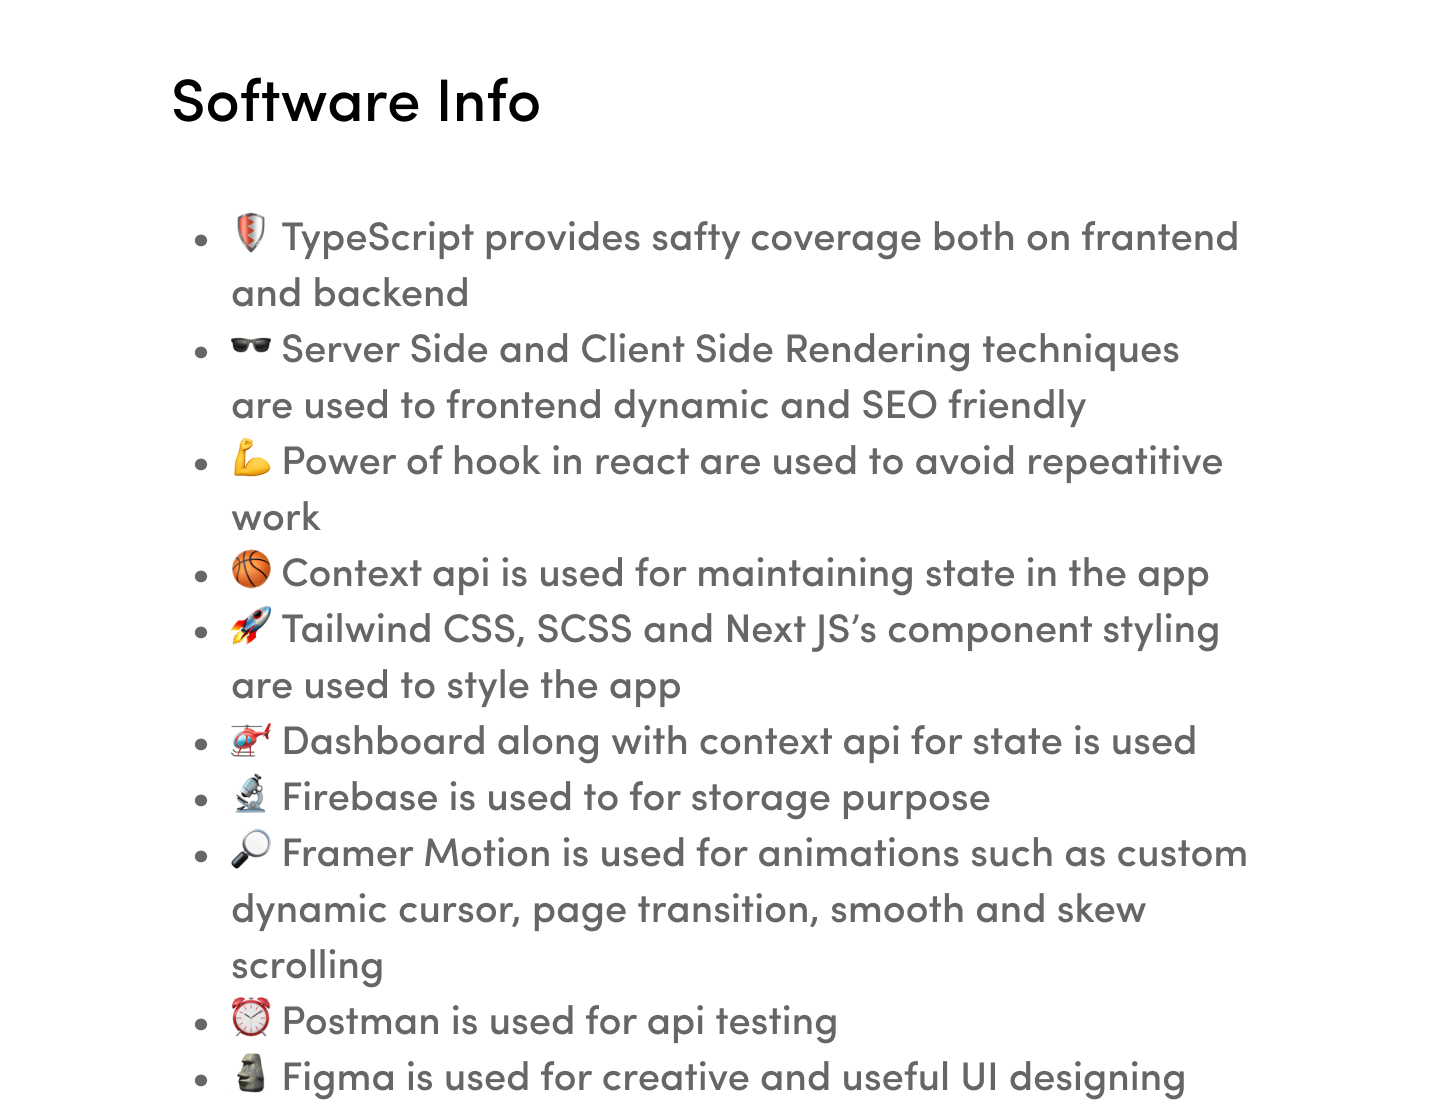 Software Info
• 🛡️ TypeScript provides safty coverage both on frantend
and backend
• 🕶️ Server Side and Client Side Rendering techniques
are used to frontend dynamic and SEO friendly
• 💪 Power of hook in react are used to avoid repeatitive
work
• 🏀 Context api is used for maintaining state in the app
• 🚀 Tailwind CSS, SCSS and Next JS’s component styling
are used to style the app
• 🚁 Dashboard along with context api for state is used
• 🔬 Firebase is used to for storage purpose
• 🔎 Framer Motion is used for animations such as custom
dynamic cursor, page transition, smooth and skew
scrolling
• ⏰ Postman is used for api testing
• 🗿 Figma is used for creative and useful UI designing